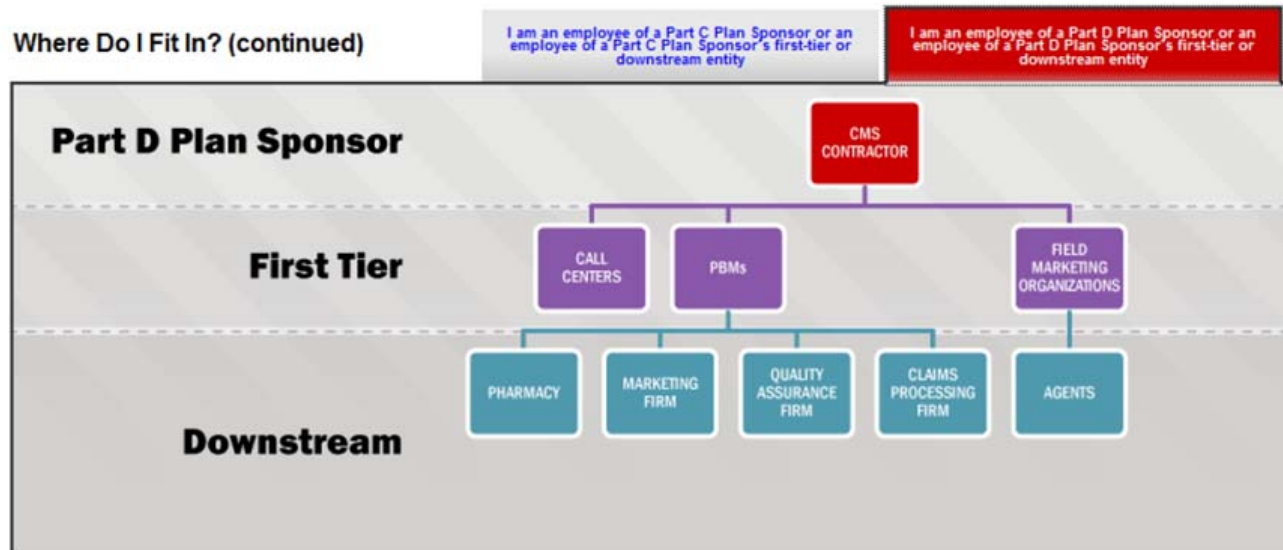 Where Do I Fit In? (continued)
I am an employee of a Part C Plan Sponsor or an
employee of a Part C Plan Sponsor's first-tier or
downstream entity
I am an employee of a Part D Plan Sponsor or an
employee of a Part D Plan Sponsor's first-tier or
downstream entity
Part D Plan Sponsor
CMS
CONTRACTOR
First Tier
CALL
CENTERS
PBMs
FIELD
MARKETING
ORGANIZATIONS
Downstream
PHARMACY
MARKETING
FIRM
QUALITY
ASSURANCE
FIRM
CLAIMS
PROCESSING
FIRM
AGENTS